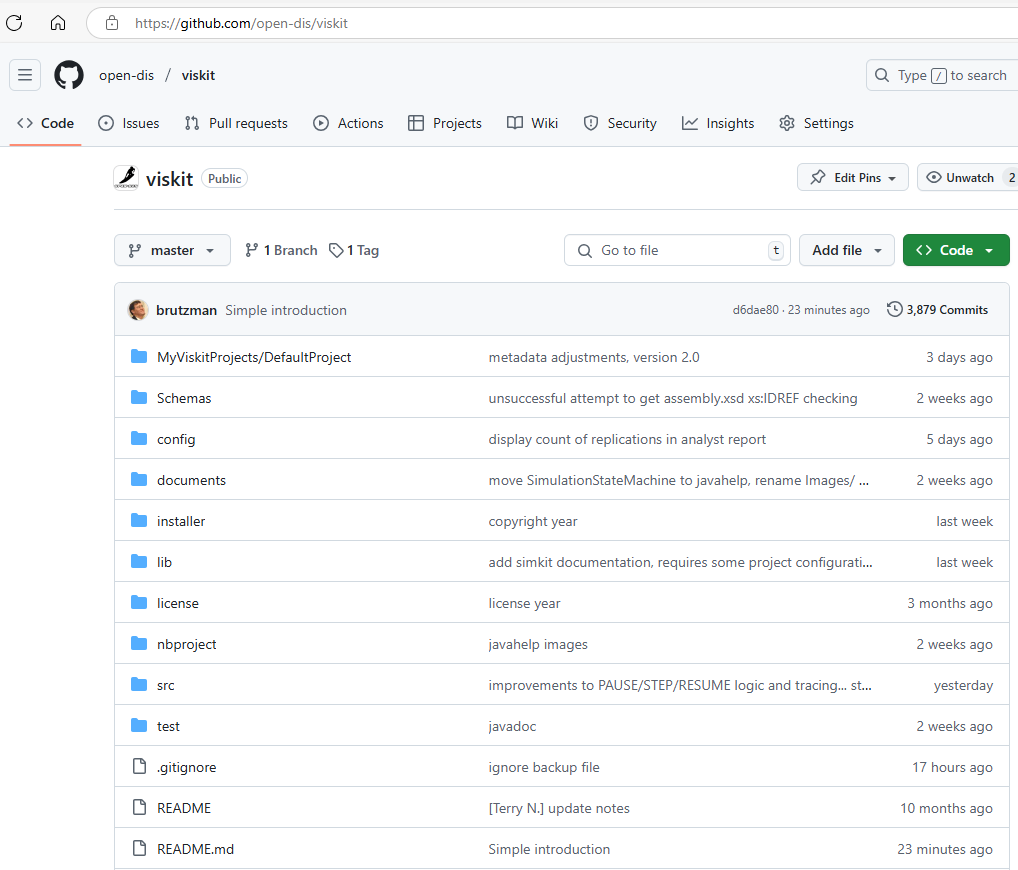 https://github.com/open-dis/viskit
open-dis / viskit
Type / to search
Code Issues Pull requests Actions Projects Wiki Security Insights Settings
viskit Public
Edit Pins Unwatch 2
master 1 Branch 1 Tag Go to file t Add file Code
brutzman Simple introduction d6dae80 · 23 minutes ago 3,879 Commits
MyViskitProjects/DefaultProject metadata adjustments, version 2.0 3 days ago
Schemas unsuccessful attempt to get assembly.xsd xs:IDREF checking 2 weeks ago
config display count of replications in analyst report 5 days ago
documents move SimulationStateMachine to javahelp, rename Images/ ... 2 weeks ago
installer copyright year last week
lib add simkit documentation, requires some project configurati... last week
license license year 3 months ago
nbproject javahelp images 2 weeks ago
src improvements to PAUSE/STEP/RESUME logic and tracing... st... yesterday
test javadoc 2 weeks ago
.gitignore ignore backup file 17 hours ago
README [Terry N.] update notes 10 months ago
README.md Simple introduction 23 minutes ago